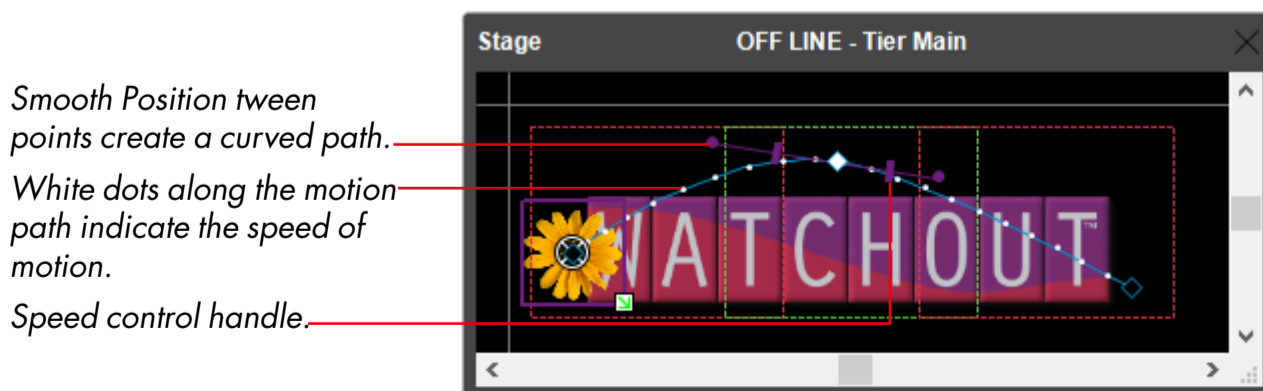 Stage
OFF LINE - Tier Main
Smooth Position tween
points create a curved path.
White dots along the motion
path indicate the speed of
motion.
Speed control handle.
WATCHOUT™